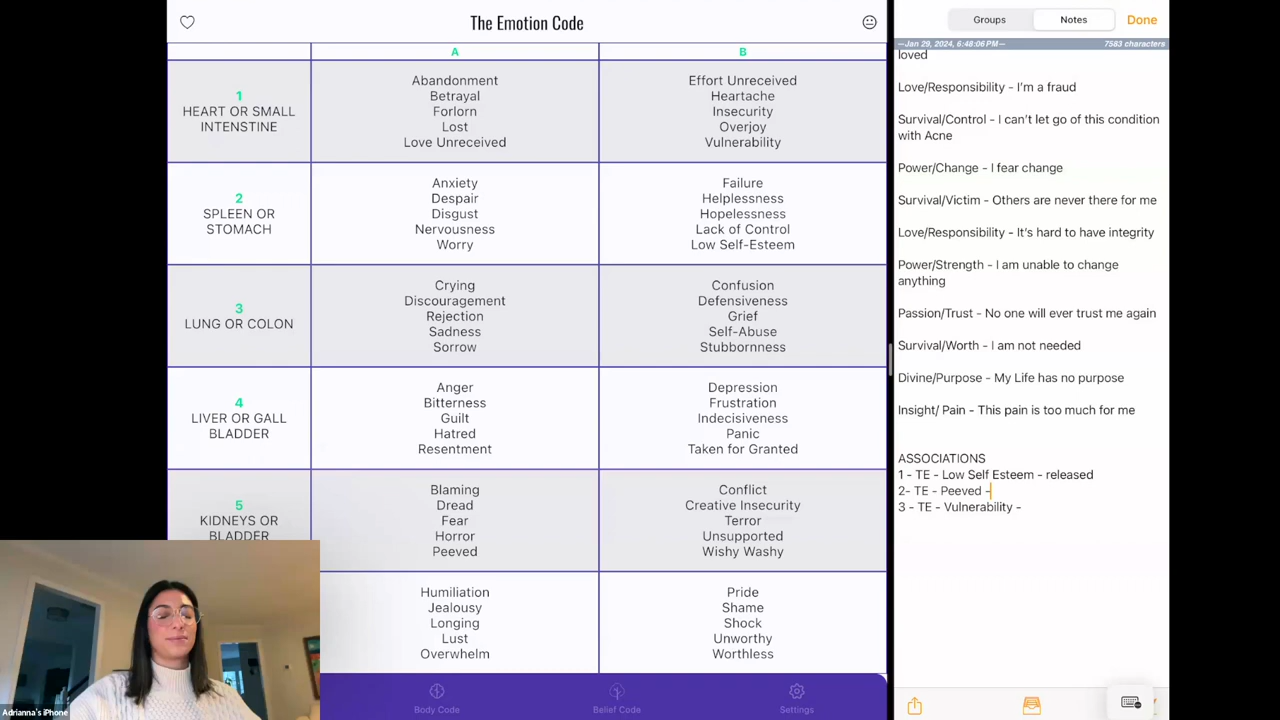 The Emotion Code
A
B
1
HEART OR SMALL
INTENSTINE
Abandonment
Betrayal
Forlorn
Lost
Love Unreceived
Effort Unreceived
Heartache
Insecurity
Overjoy
Vulnerability
2
SPLEEN OR
STOMACH
Anxiety
Despair
Disgust
Nervousness
Worry
Failure
Helplessness
Hopelessness
Lack of Control
Low Self-Esteem
3
LUNG OR COLON
Crying
Discouragement
Rejection
Sadness
Sorrow
Confusion
Defensiveness
Grief
Self-Abuse
Stubbornness
4
LIVER OR GALL
BLADDER
Anger
Bitterness
Guilt
Hatred
Resentment
Depression
Frustration
Indecisiveness
Panic
Taken for Granted
5
KIDNEYS OR
BLADDER
Blaming
Dread
Fear
Horror
Peeved
Conflict
Creative Insecurity
Terror
Unsupported
Wishy Washy
Humiliation
Jealousy
Longing
Lust
Overwhelm
Pride
Shame
Shock
Unworthy
Worthless
Body Code
Belief Code
Settings
Adrianna's iPhone
Groups
Notes
Done
—Jan 29, 2024, 6:48:06 PM—
7583 characters
loved
Love/Responsibility - I'm a fraud
Survival/Control - I can't let go of this condition
with Acne
Power/Change - I fear change
Survival/Victim - Others are never there for me
Love/Responsibility - It's hard to have integrity
Power/Strength - I am unable to change
anything
Passion/Trust - No one will ever trust me again
Survival/Worth - I am not needed
Divine/Purpose - My Life has no purpose
Insight/ Pain - This pain is too much for me
ASSOCIATIONS
1 - TE - Low Self Esteem - released
2- TE - Peeved -
3 - TE - Vulnerability -